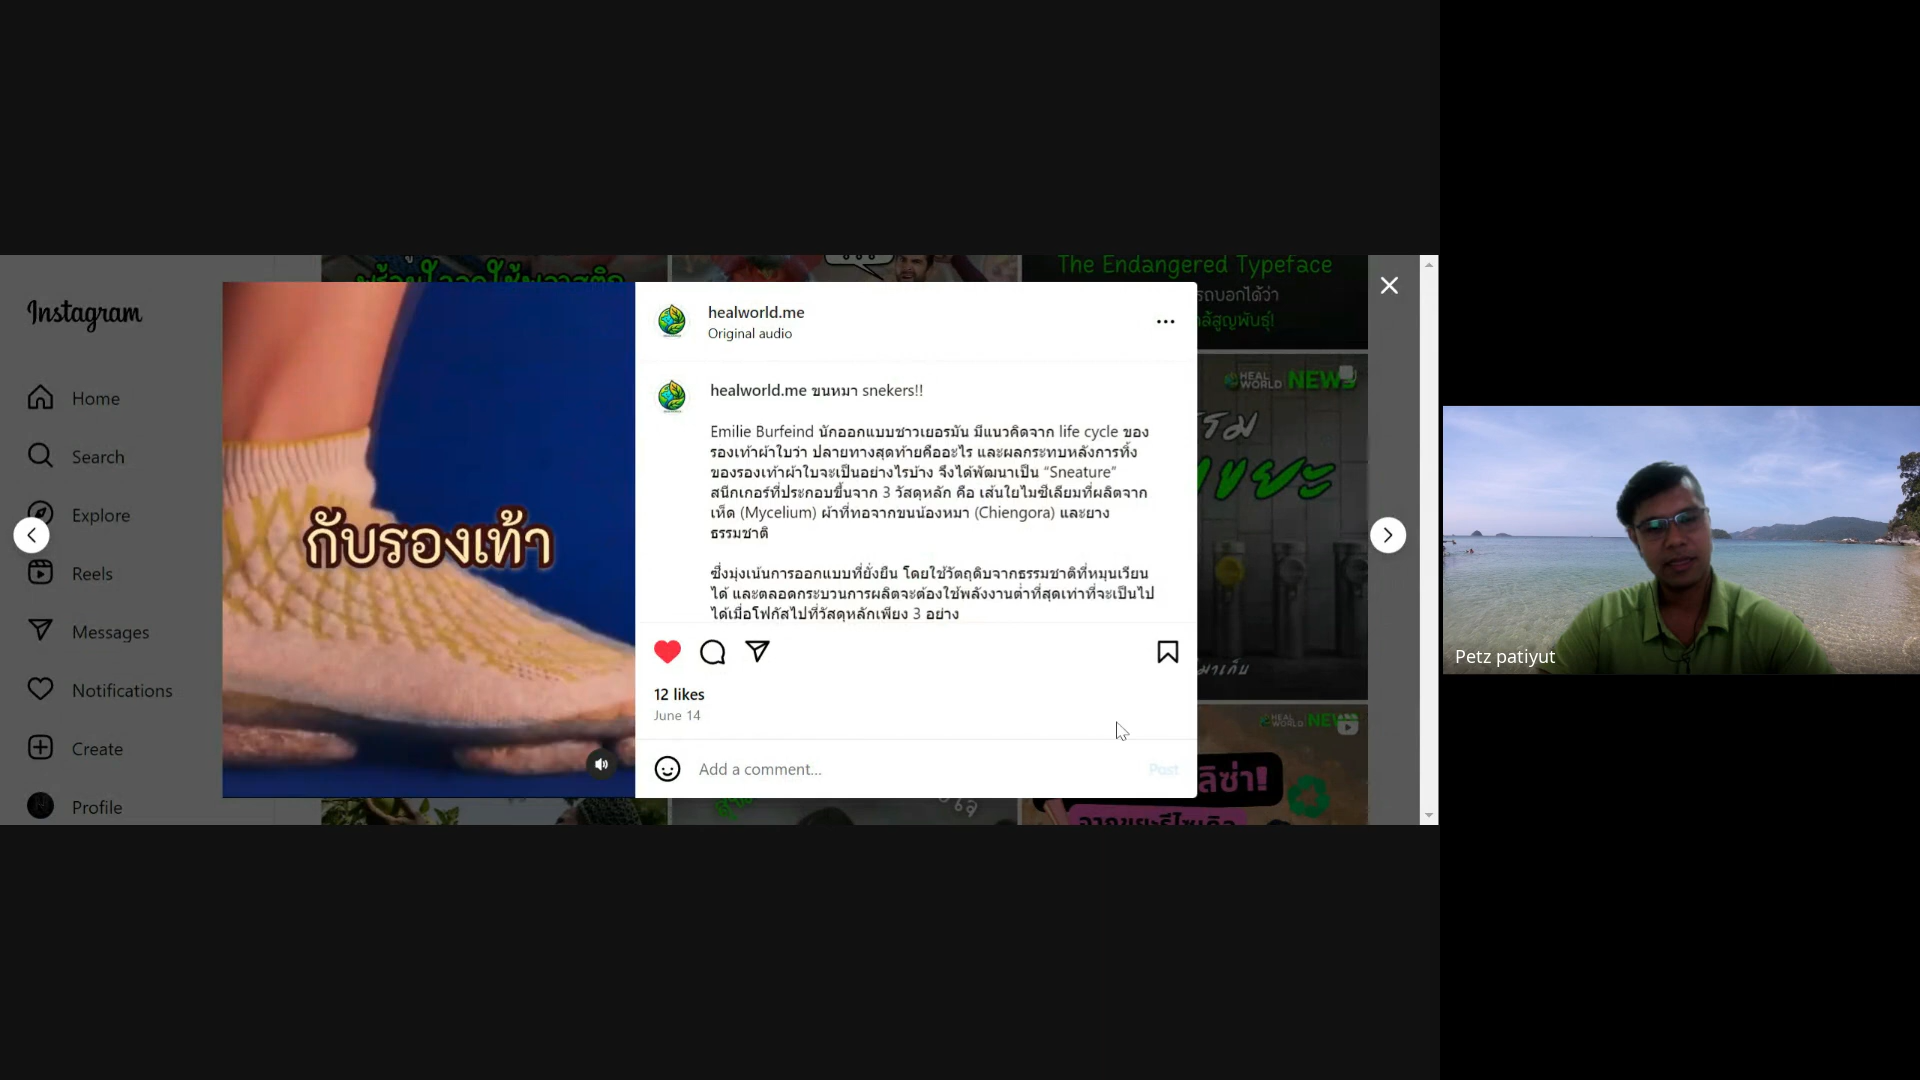 Instagram
Home
Search
Explore
Reels
Messages
Notifications
Create
Profile
The Endangered Typeface
HEAL WORLD NEWS
HEAL WORLD NEWS
กับรองเท้า
healworld.me
Original audio
healworld.me ขนหมา snekers!!
Emilie Burfeind นักออกแบบชาวเยอรมัน มีแนวคิดจาก life cycle ของ
รองเท้าผ้าใบว่า ปลายทางสุดท้ายคืออะไร และผลกระทบหลังการทิ้ง
ของรองเท้าผ้าใบจะเป็นอย่างไรบ้าง จึงได้พัฒนาเป็น “Sneature”
สนีกเกอร์ที่ประกอบขึ้นจาก 3 วัสดุหลัก คือ เส้นใยไมซีเลียมที่ผลิตจาก
เห็ด (Mycelium) ผ้าที่ทอจากขนน้องหมา (Chiengora) และยาง
ธรรมชาติ
ซึ่งมุ่งเน้นการออกแบบที่ยั่งยืน โดยใช้วัตถุดิบจากธรรมชาติที่หมุนเวียน
ได้ และตลอดกระบวนการผลิตจะต้องใช้พลังงานต่ำที่สุดเท่าที่จะเป็นไป
ได้เมื่อโฟกัสไปที่วัสดุหลักเพียง 3 อย่าง
12 likes
June 14
Add a comment...
Post
Petz patiyut